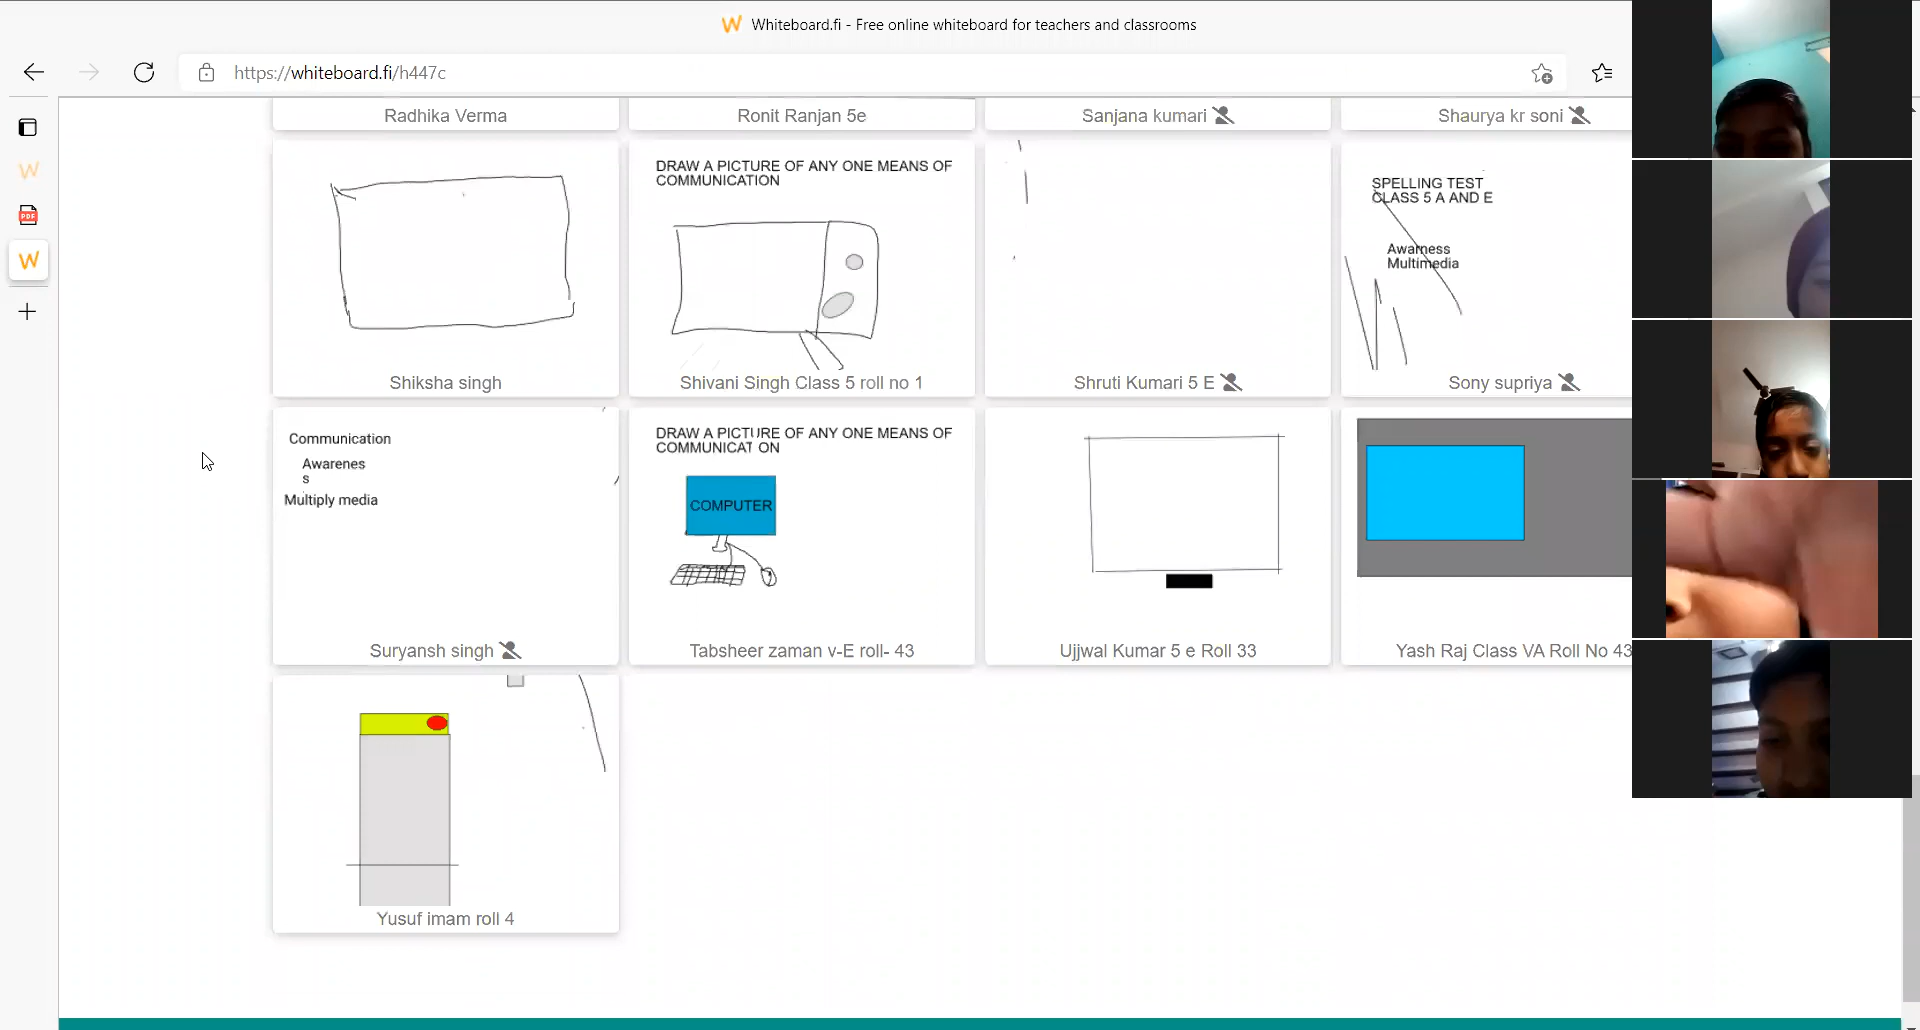 Whiteboard.fi - Free online whiteboard for teachers and classrooms
https://whiteboard.fi/h447c
PDF
Radhika Verma
Ronit Ranjan 5e
Sanjana kumari
Shaurya kr soni
Shiksha singh
DRAW A PICTURE OF ANY ONE MEANS OF
COMMUNICATION
Shivani Singh Class 5 roll no 1
Shruti Kumari 5 E
SPELLING TEST
CLASS 5 A AND E
Awarness
Multimedia
Sony supriya
Communication
Awarenes
s
Multiply media
Suryansh singh
DRAW A PICTURE OF ANY ONE MEANS OF
COMMUNICAT ON
COMPUTER
Tabsheer zaman v-E roll- 43
Ujjwal Kumar 5 e Roll 33
Yash Raj Class VA Roll No 43
Yusuf imam roll 4